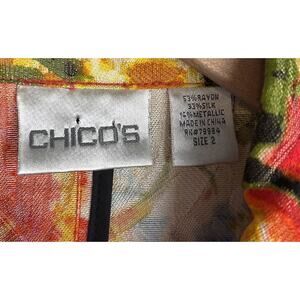 CHICO'S
53% RAYON
33% SILK
14% METALLIC
MADE IN CHINA
RN# 79984
SIZE 2